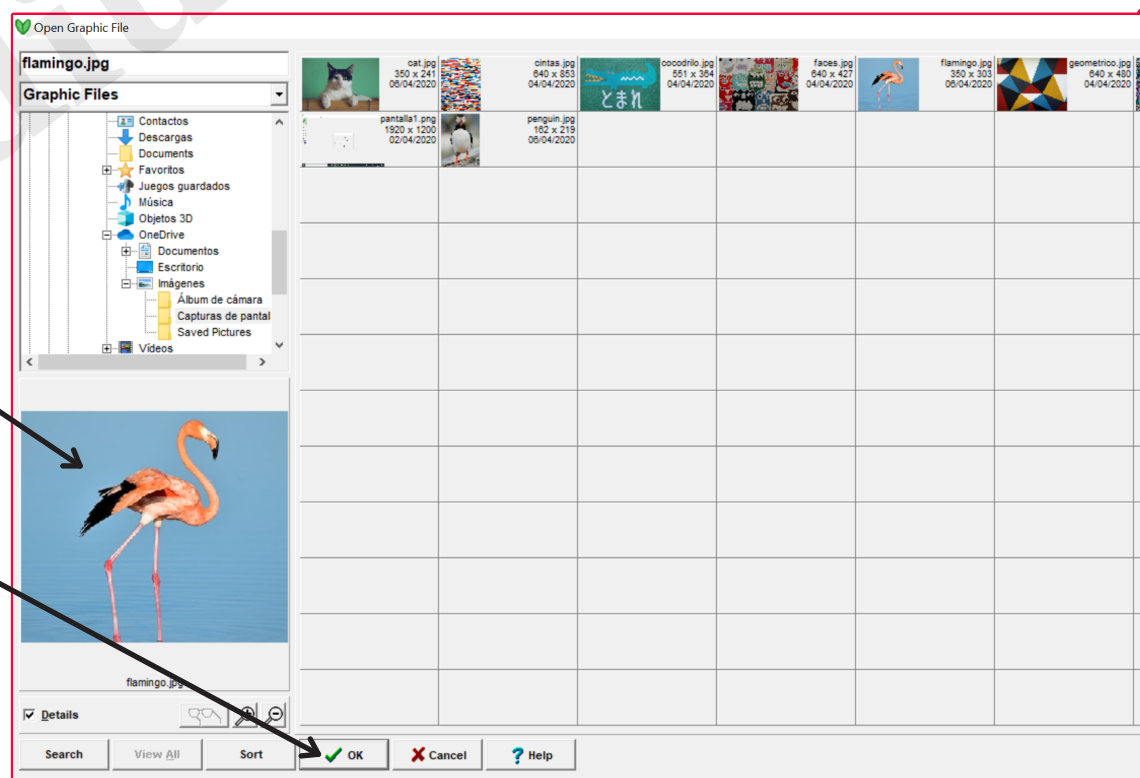 Open Graphic File
flamingo.jpg
Graphic Files
Contactos
Descargas
Documents
Favoritos
Juegos guardados
Música
Objetos 3D
OneDrive
Documentos
Escritorio
Imágenes
Álbum de cámara
Capturas de pantal
Saved Pictures
Vídeos
flamingo.jpg
Details
Search
View All
Sort
cat.jpg
350 x 241
06/04/2020
cintas.jpg
640 x 853
04/04/2020
cocodrilo.jpg
551 x 364
04/04/2020
とまれ
faces.jpg
640 x 427
04/04/2020
flamingo.jpg
350 x 303
06/04/2020
geometrico.jpg
640 x 480
04/04/2020
pantalla1.png
1920 x 1200
02/04/2020
penguin.jpg
162 x 219
06/04/2020
OK
Cancel
Help